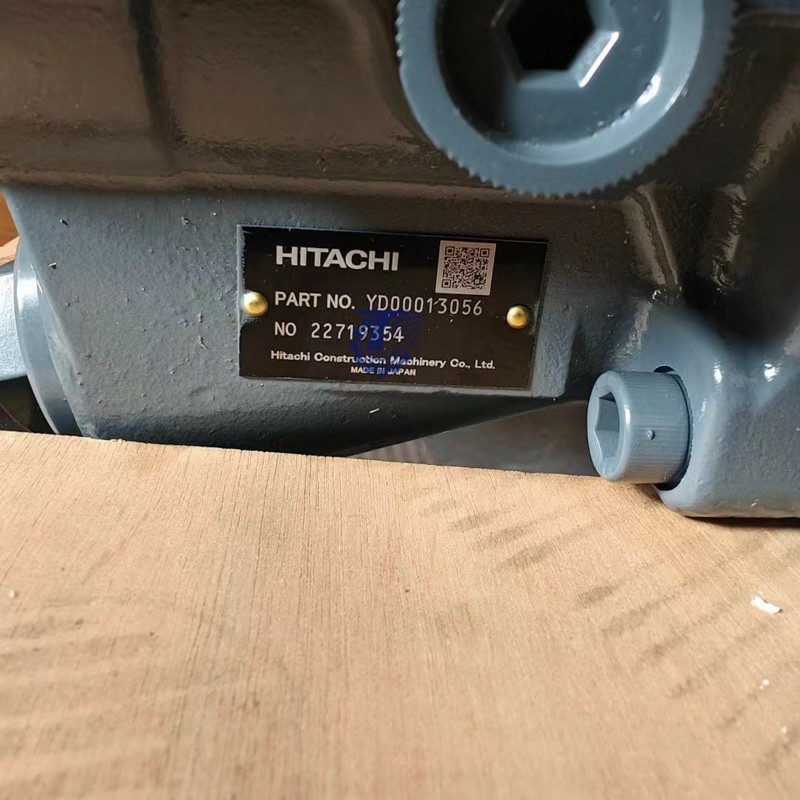 HITACHI
PART NO. YD00013056
NO 22719354
Hitachi Construction Machinery Co., Ltd.
MADE IN JAPAN